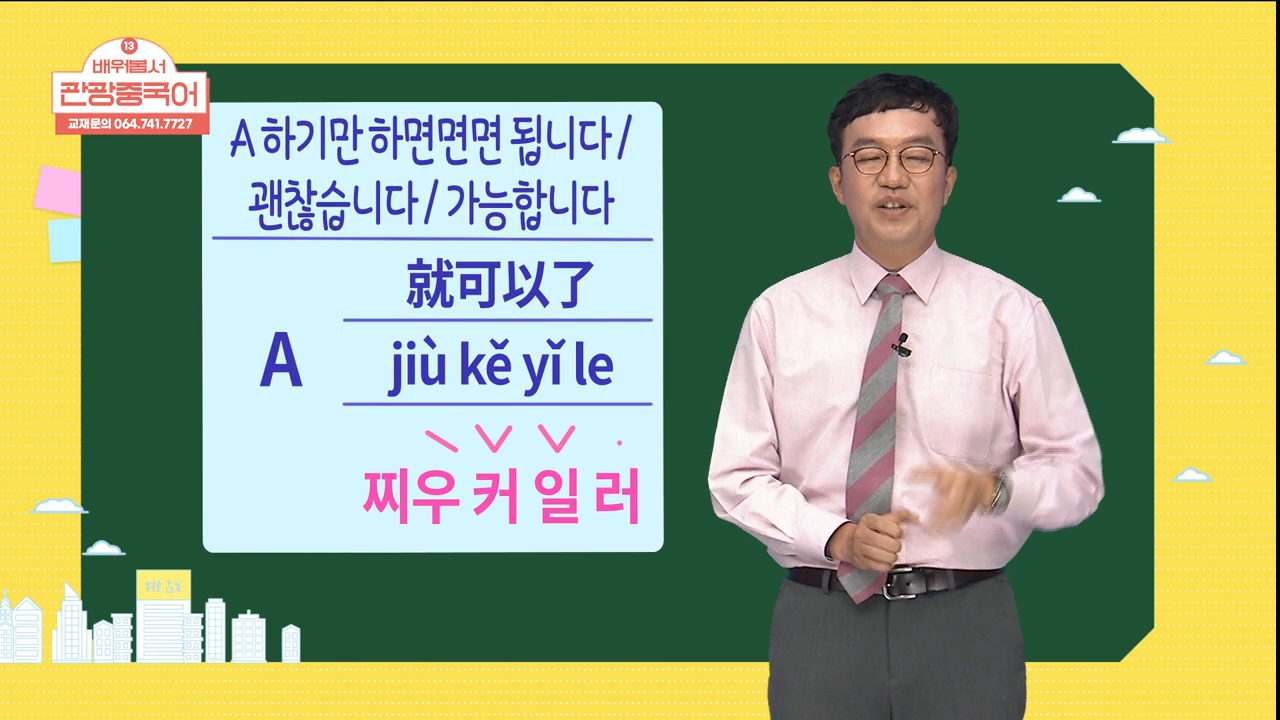 13
배워봅서
관광중국어
교재문의 064.741.7727
A 하기만 하면면면 됩니다 /
괜찮습니다 / 가능합니다
就可以了
A
jiù kě yǐ le
찌우 커 일 러